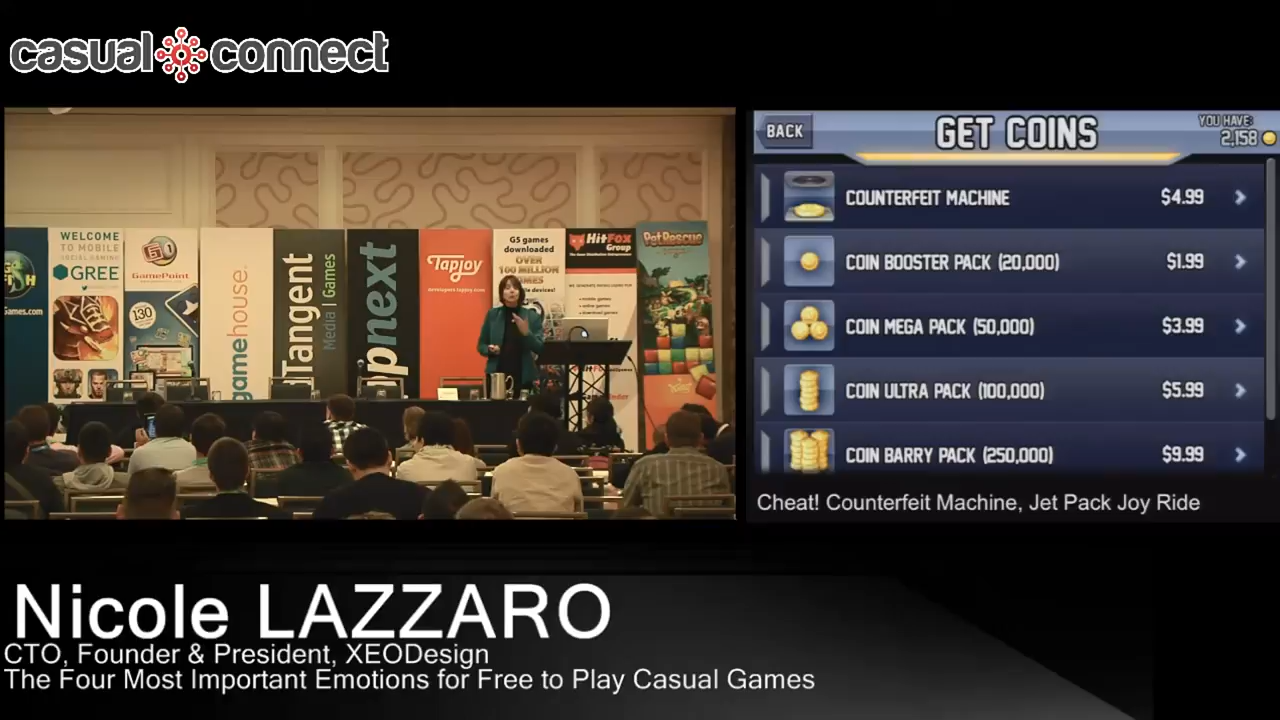 casual connect
BACK
GET COINS
YOU HAVE:
2,158
COUNTERFEIT MACHINE
$4.99
COIN BOOSTER PACK (20,000)
$1.99
COIN MEGA PACK (50,000)
$3.99
COIN ULTRA PACK (100,000)
$5.99
COIN BARRY PACK (250,000)
$9.99
Cheat! Counterfeit Machine, Jet Pack Joy Ride
WELCOME
TO MOBILE
SOCIAL GAMING
GREE
GamePoint
130
gamehouse.
Tangent
Media | Games
pnext
Tapjoy
G5 games
downloaded
OVER
100 MILLION
HitFox
Group
PetRescue
Nicole LAZZARO
CTO, Founder & President, XEODesign
The Four Most Important Emotions for Free to Play Casual Games